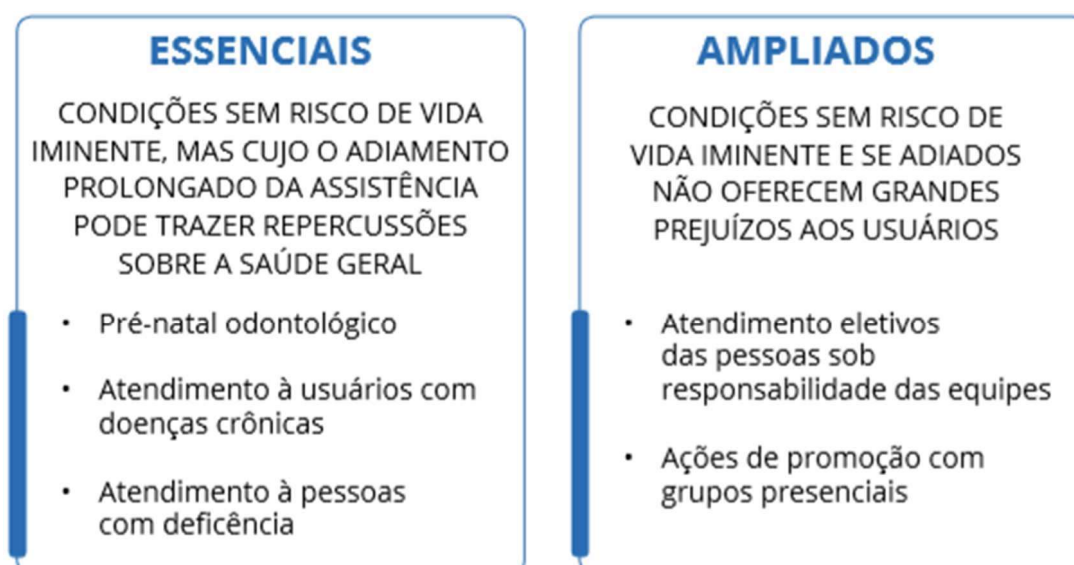 ESSENCIAIS
CONDIÇÕES SEM RISCO DE VIDA
IMINENTE, MAS CUJO O ADIAMENTO
PROLONGADO DA ASSISTÊNCIA
PODE TRAZER REPERCUSSÕES
SOBRE A SAÚDE GERAL
• Pré-natal odontológico
• Atendimento à usuários com
doenças crônicas
• Atendimento à pessoas
com deficência
AMPLIADOS
CONDIÇÕES SEM RISCO DE
VIDA IMINENTE E SE ADIADOS
NÃO OFERECEM GRANDES
PREJUÍZOS AOS USUÁRIOS
• Atendimento eletivos
das pessoas sob
responsabilidade das equipes
• Ações de promoção com
grupos presenciais